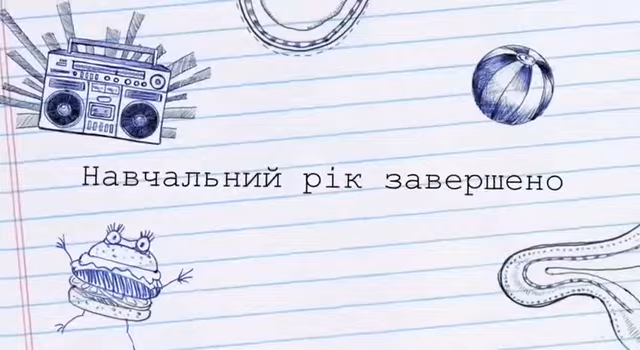 Навчальний рік завершено